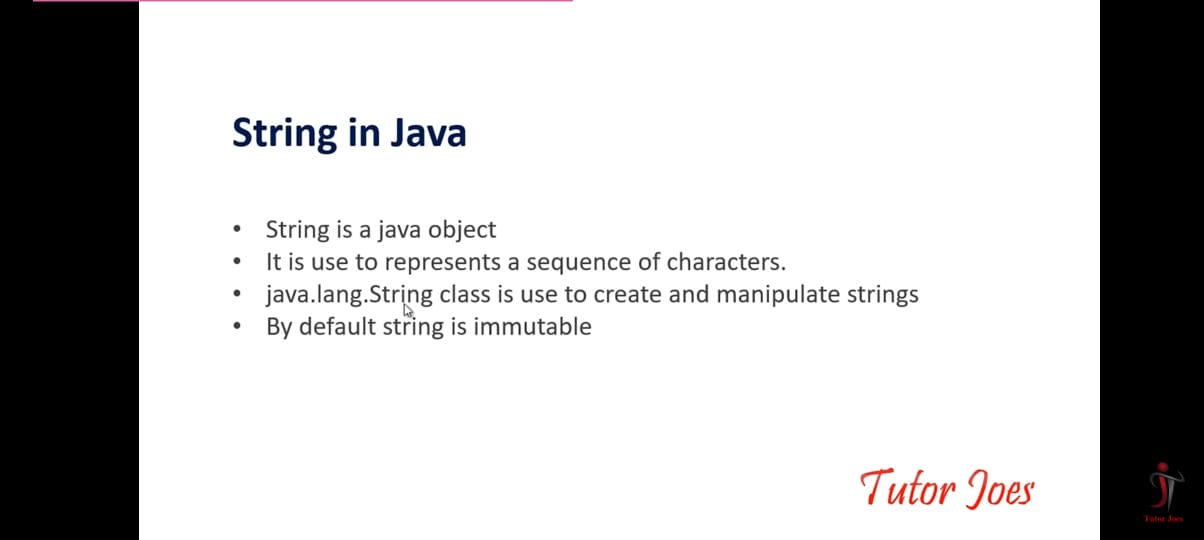 String in Java
• String is a java object
• It is use to represents a sequence of characters.
• java.lang.String class is use to create and manipulate strings
• By default string is immutable
Tutor Joes
Tutor Joes